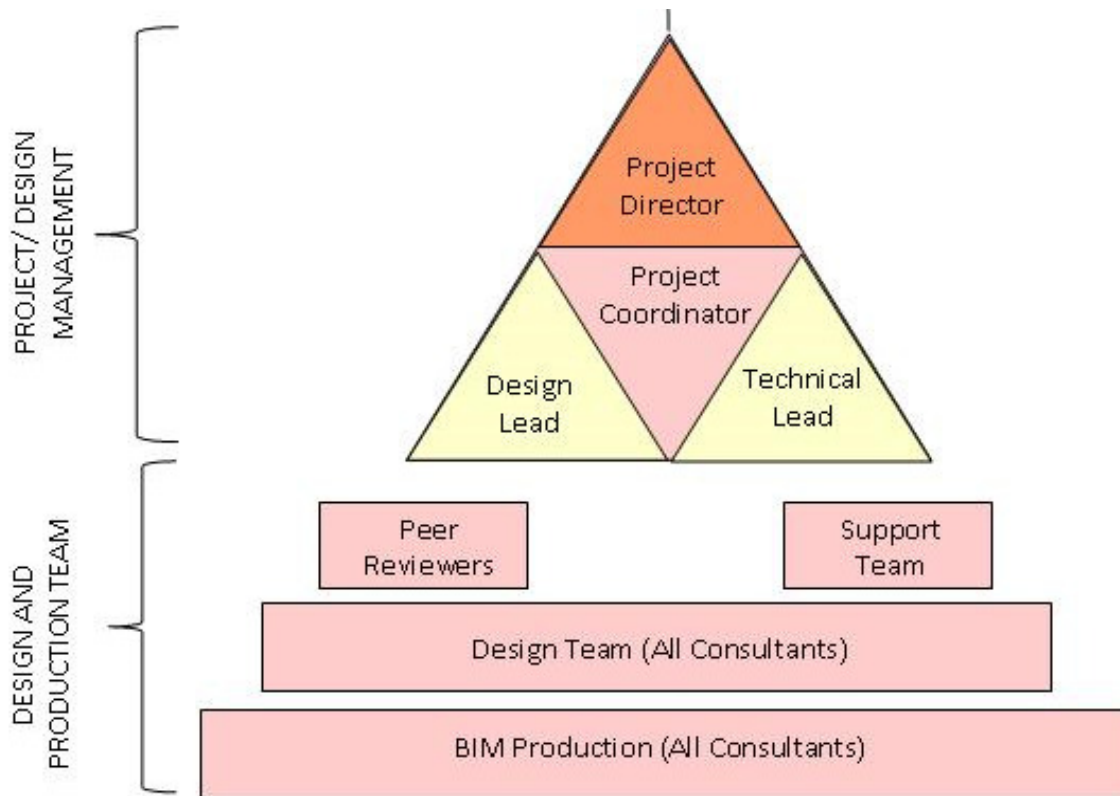 PROJECT/ DESIGN
MANAGEMENT
Project
Director
Project
Coordinator
Design
Lead
Technical
Lead
DESIGN AND
PRODUCTION TEAM
Peer
Reviewers
Support
Team
Design Team (All Consultants)
BIM Production (All Consultants)